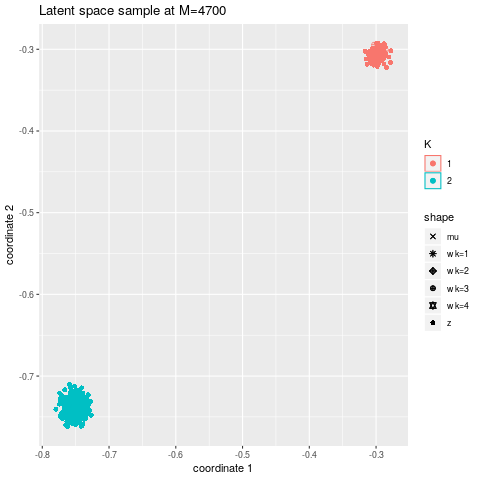 Latent space sample at M=4700
-0.3
-0.4
-0.5
-0.6
-0.7
coordinate 2
-0.8
-0.7
-0.6
-0.5
-0.4
-0.3
coordinate 1
K
1
2
shape
mu
w k=1
w k=2
w k=3
w k=4
z